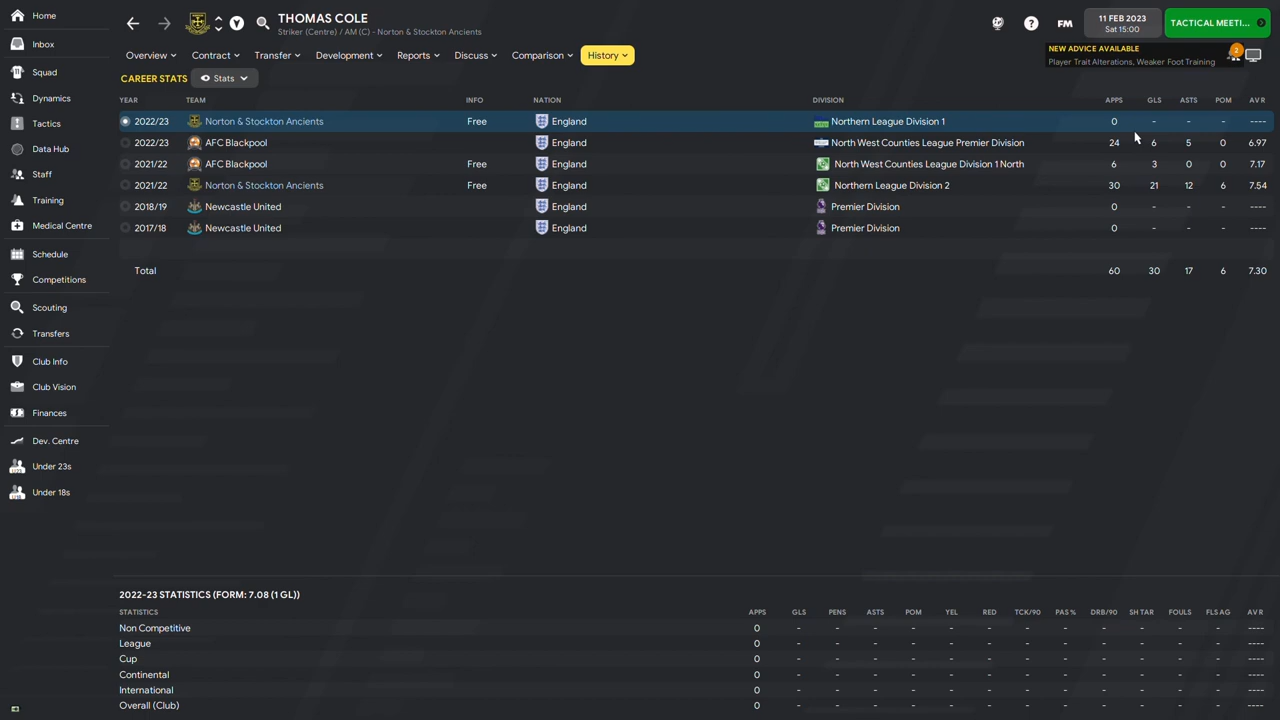 Home
Inbox
Squad
Dynamics
Tactics
Data Hub
Staff
Training
Medical Centre
Schedule
Competitions
Scouting
Transfers
Club Info
Club Vision
Finances
Dev. Centre
Under 23s
Under 18s
THOMAS COLE
Striker (Centre) / AM (C) - Norton & Stockton Ancients
FM
11 FEB 2023
Sat 15:00
TACTICAL MEETI...
NEW ADVICE AVAILABLE
Player Trait Alterations, Weaker Foot Training
2
Overview Contract Transfer Development Reports Discuss Comparison History
CAREER STATS Stats
YEAR TEAM INFO NATION DIVISION APPS GLS ASTS POM AV R
2022/23 Norton & Stockton Ancients Free England Northern League Division 1 0 - - - ----
2022/23 AFC Blackpool England North West Counties League Premier Division 24 6 5 0 6.97
2021/22 AFC Blackpool Free England North West Counties League Division 1 North 6 3 0 0 7.17
2021/22 Norton & Stockton Ancients Free England Northern League Division 2 30 21 12 6 7.54
2018/19 Newcastle United England Premier Division 0 - - - ----
2017/18 Newcastle United England Premier Division 0 - - - ----
Total 60 30 17 6 7.30
2022-23 STATISTICS (FORM: 7.08 (1 GL))
STATISTICS APPS GLS PENS ASTS POM YEL RED TCK/90 PAS % DRB/90 SH TAR FOULS FLS AG AV R
Non Competitive 0 - - - - - - - - - - - - ----
League 0 - - - - - - - - - - - - ----
Cup 0 - - - - - - - - - - - - ----
Continental 0 - - - - - - - - - - - - ----
International 0 - - - - - - - - - - - - ----
Overall (Club) 0 - - - - - - - - - - - - ----